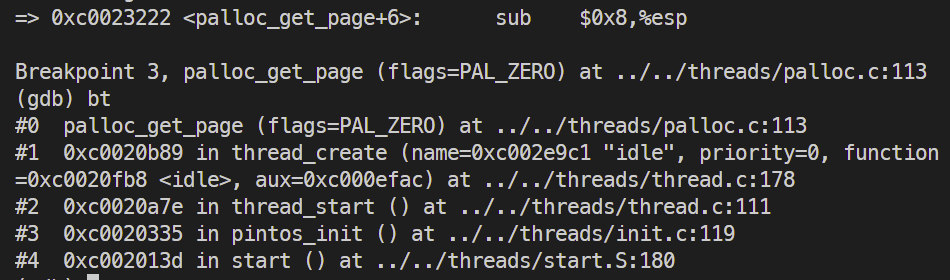 => 0xc0023222 <palloc_get_page+6>:      sub    $0x8,%esp
Breakpoint 3, palloc_get_page (flags=PAL_ZERO) at ../../threads/palloc.c:113
(gdb) bt
#0  palloc_get_page (flags=PAL_ZERO) at ../../threads/palloc.c:113
#1  0xc0020b89 in thread_create (name=0xc002e9c1 "idle", priority=0, function
=0xc0020fb8 <idle>, aux=0xc000efac) at ../../threads/thread.c:178
#2  0xc0020a7e in thread_start () at ../../threads/thread.c:111
#3  0xc0020335 in pintos_init () at ../../threads/init.c:119
#4  0xc002013d in start () at ../../threads/start.S:180